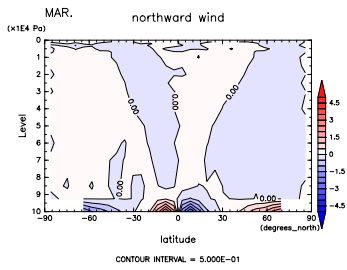 MAR.
northward wind
(×1E4 Pa)
Level
0
1
2
3
4
5
6
7
8
9
10
0.00
0.00
0.00
0.00
0.00
−90 −60 −30 0 30 60 90
(degrees_north)
latitude
4.5
3
1.5
0
−1.5
−3
−4.5
CONTOUR INTERVAL = 5.000E−01